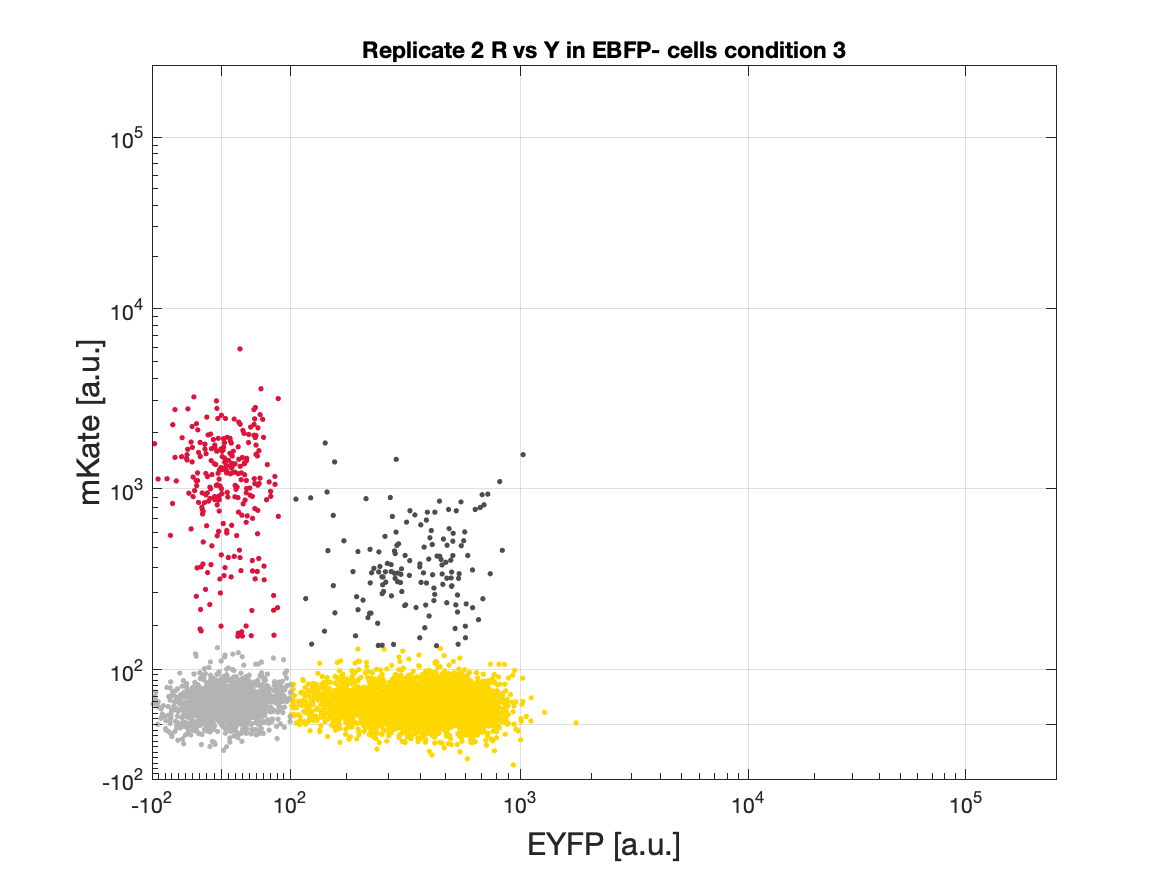 Replicate 2 R vs Y in EBFP- cells condition 3
10^5
10^4
10^3
10^2
-10^2
mKate [a.u.]
-10^2 10^2 10^3 10^4 10^5
EYFP [a.u.]